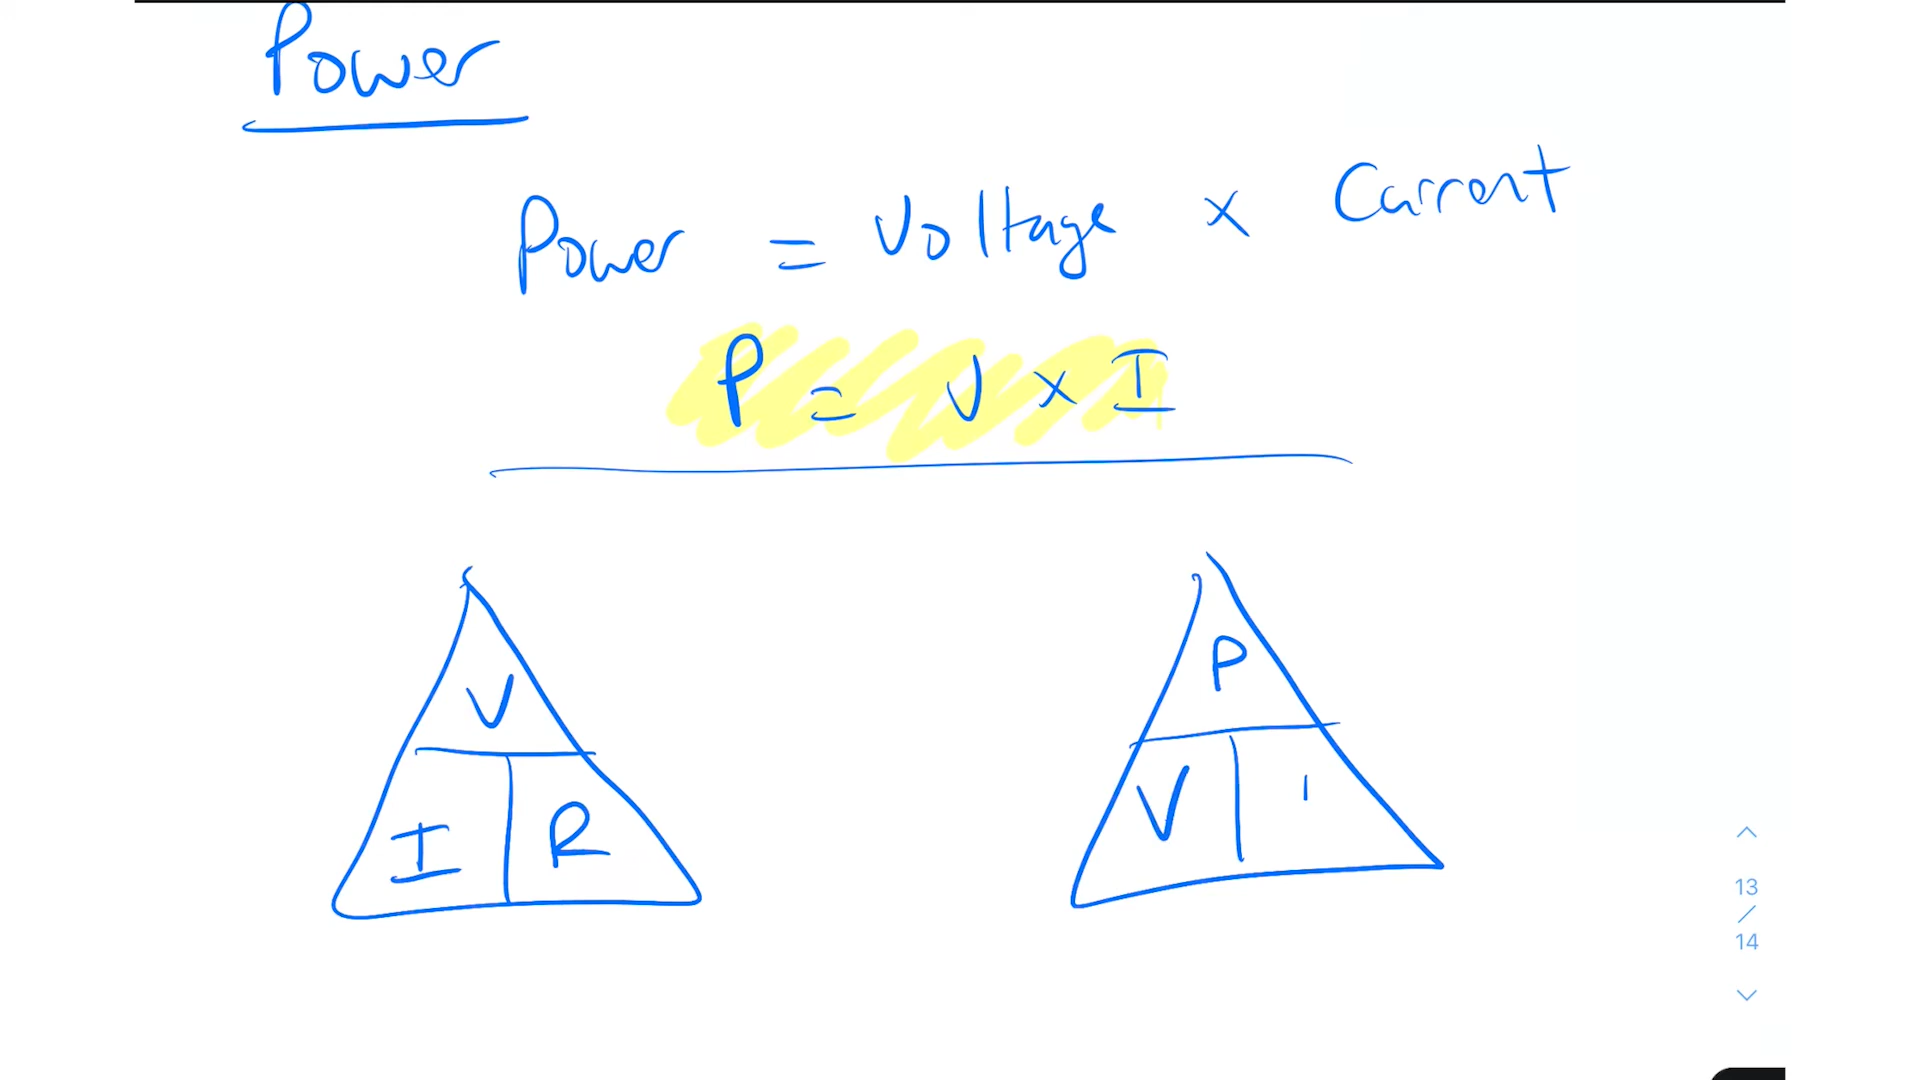 Power
Power = Voltage x Current
P = V x I
V
I R
P
V I
13
/
14